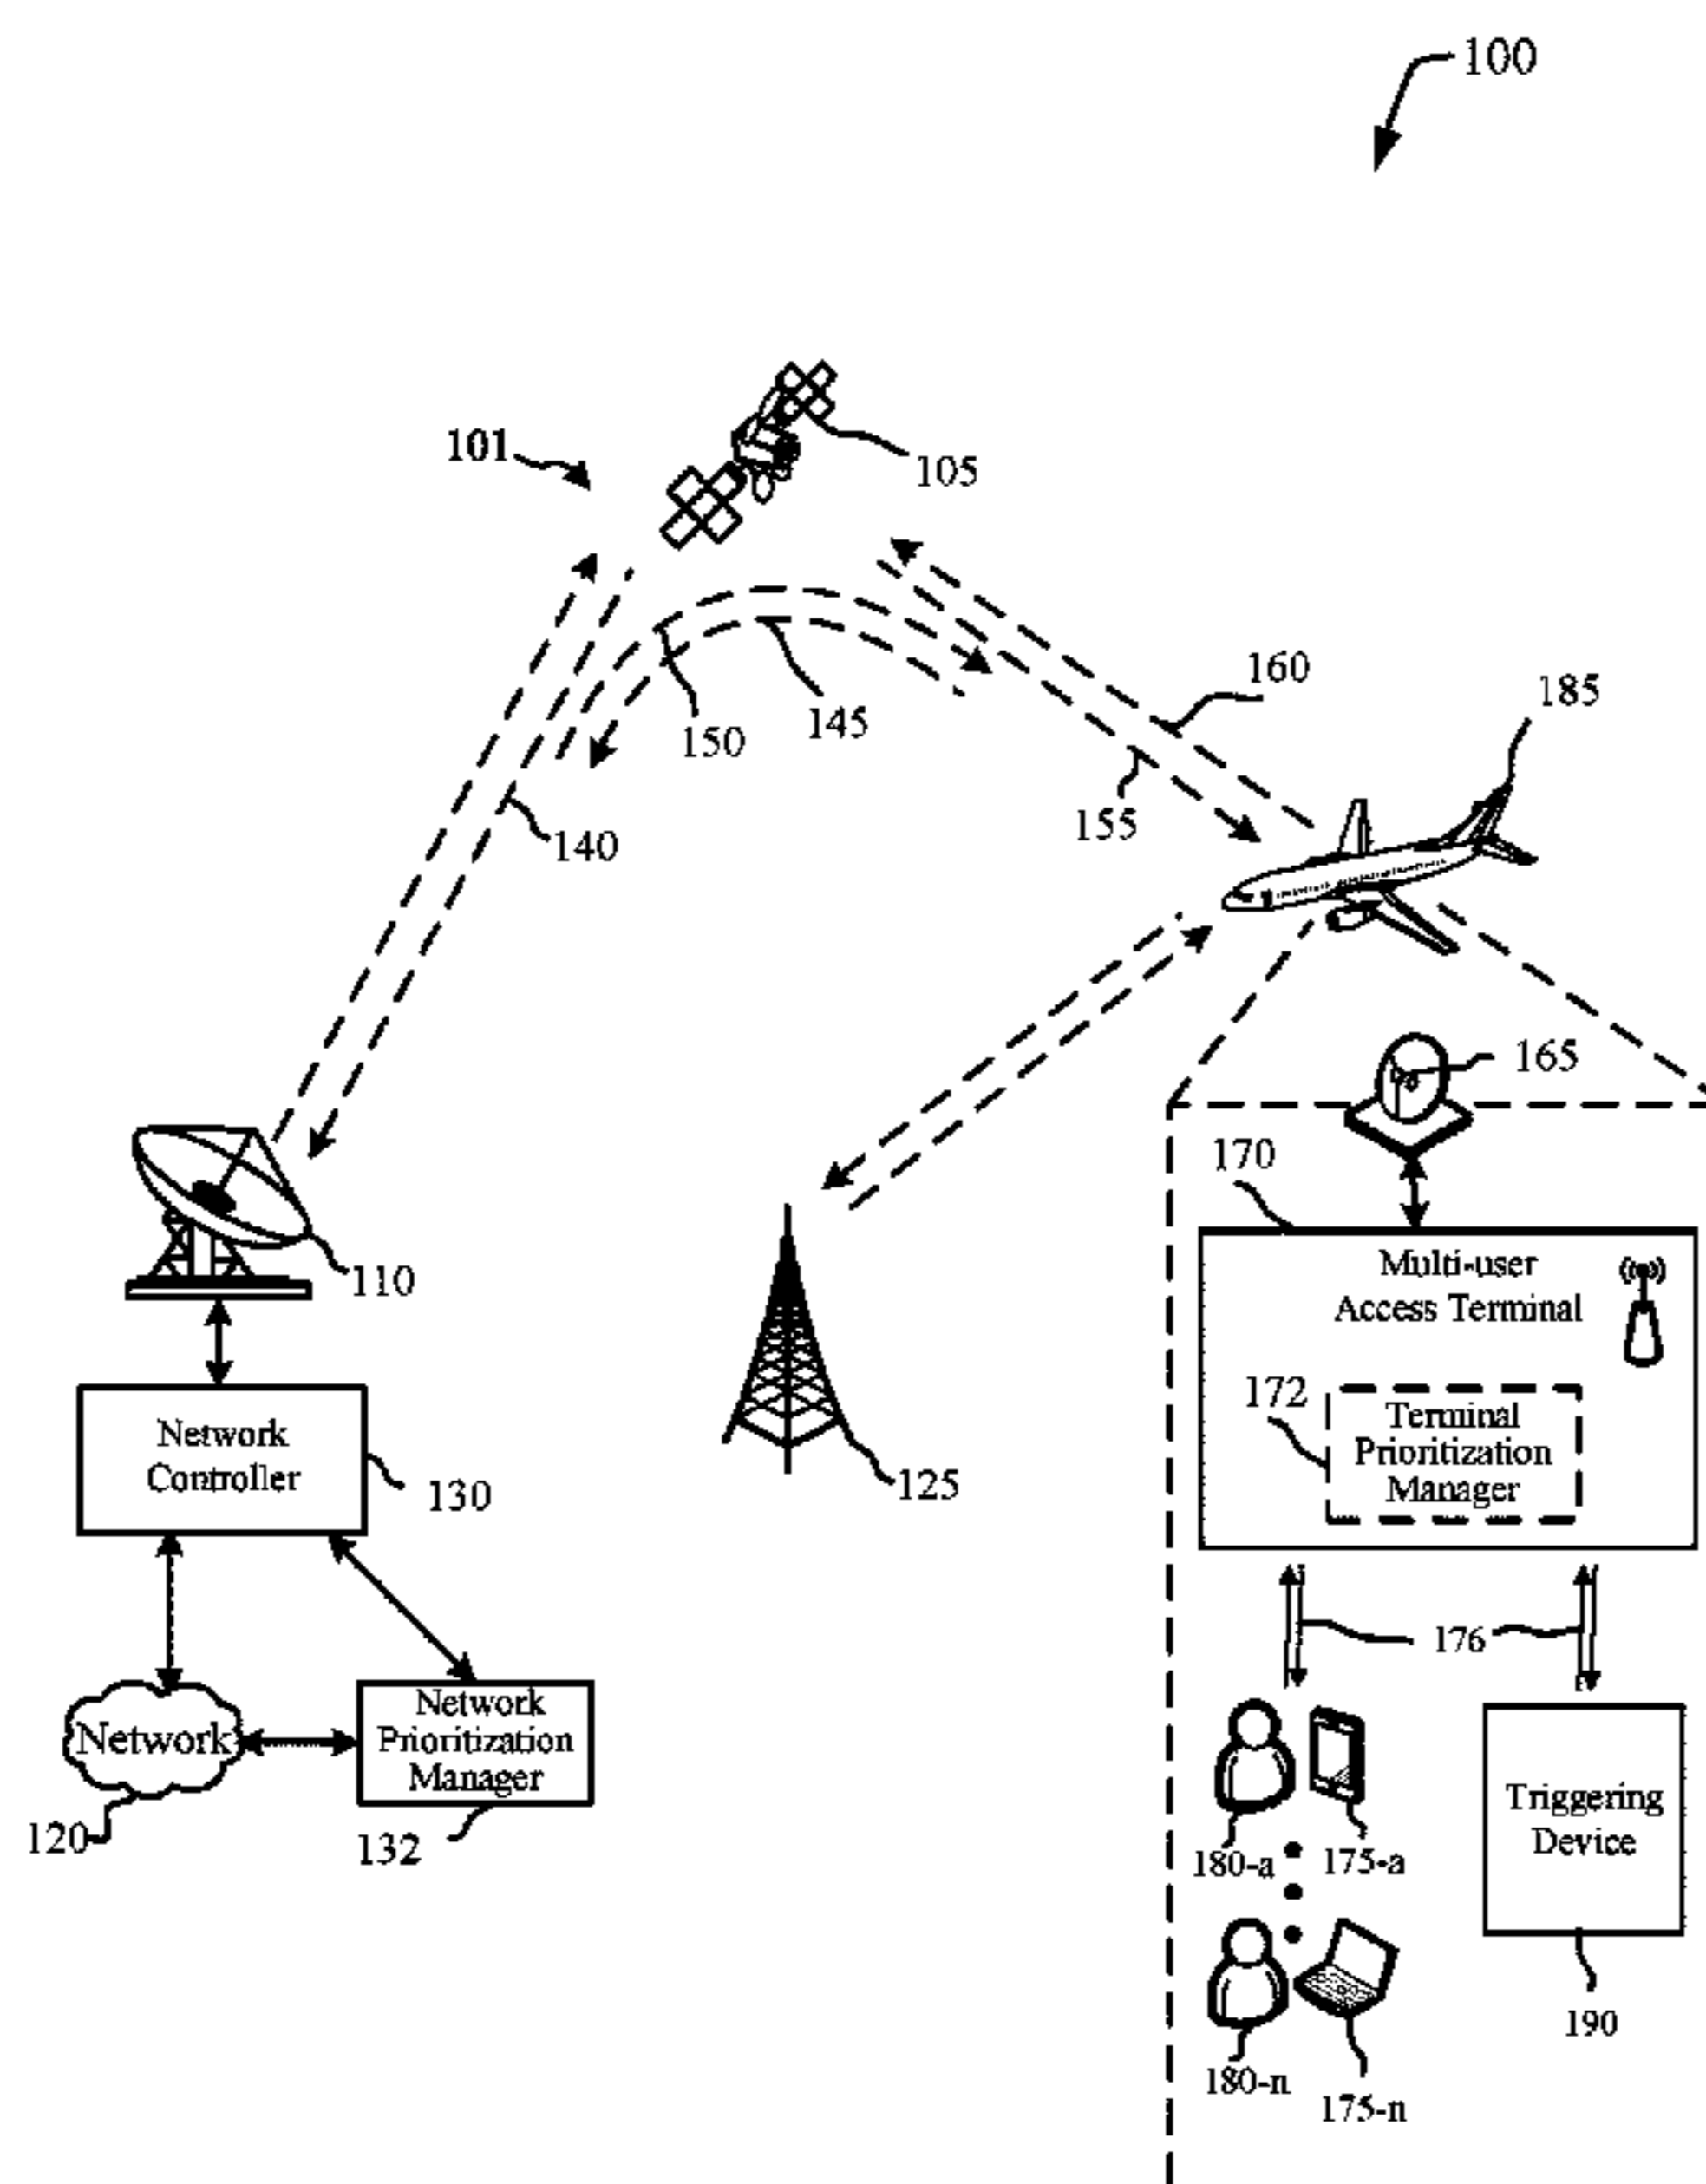 100
101
105
160
185
150
145
155
140
165
170
110
Multi-user
Access Terminal
172
Terminal
Prioritization
Manager
Network
Controller
130
125
176
Network
Prioritization
Manager
Network
120
132
Triggering
Device
180-a
175-a
190
180-n
175-n